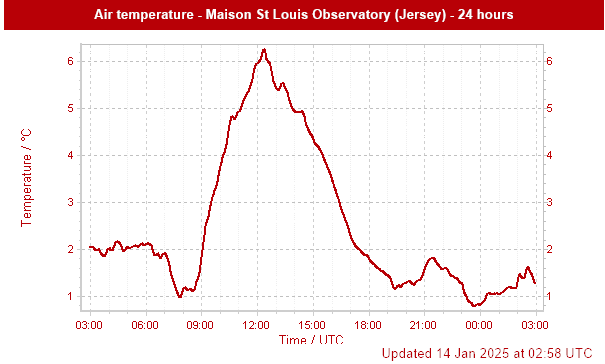 Air temperature - Maison St Louis Observatory (Jersey) - 24 hours
Temperature / °C
6 6
5 5
4 4
3 3
2 2
1 1
03:00 06:00 09:00 12:00 15:00 18:00 21:00 00:00 03:00
Time / UTC
Updated 14 Jan 2025 at 02:58 UTC